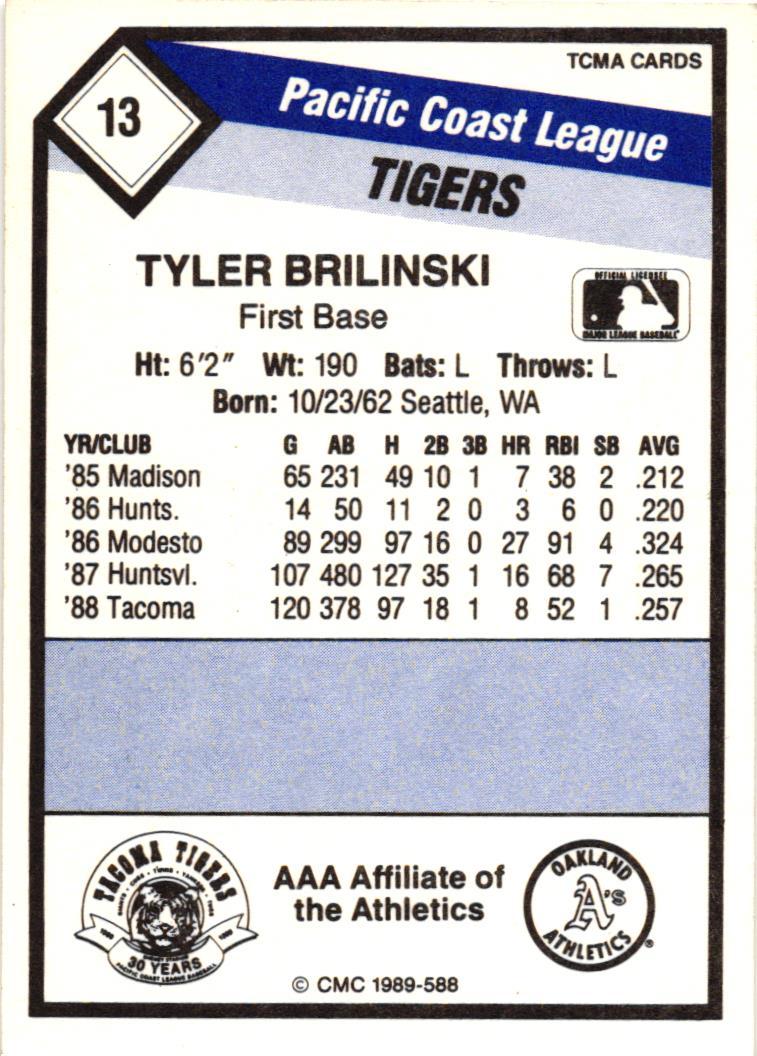 TCMA CARDS
13
Pacific Coast League
TIGERS
TYLER BRILINSKI
First Base
OFFICIAL LICENSEE
MAJOR LEAGUE BASEBALL
Ht: 6'2" Wt: 190 Bats: L Throws: L
Born: 10/23/62 Seattle, WA
YR/CLUB G AB H 2B 3B HR RBI SB AVG
'85 Madison 65 231 49 10 1 7 38 2 .212
'86 Hunts. 14 50 11 2 0 3 6 0 .220
'86 Modesto 89 299 97 16 0 27 91 4 .324
'87 Huntsvl. 107 480 127 35 1 16 68 7 .265
'88 Tacoma 120 378 97 18 1 8 52 1 .257
TACOMA TIGERS
30 YEARS
PACIFIC COAST LEAGUE BASEBALL
AAA Affiliate of
the Athletics
OAKLAND
A's
ATHLETICS
®
© CMC 1989-588